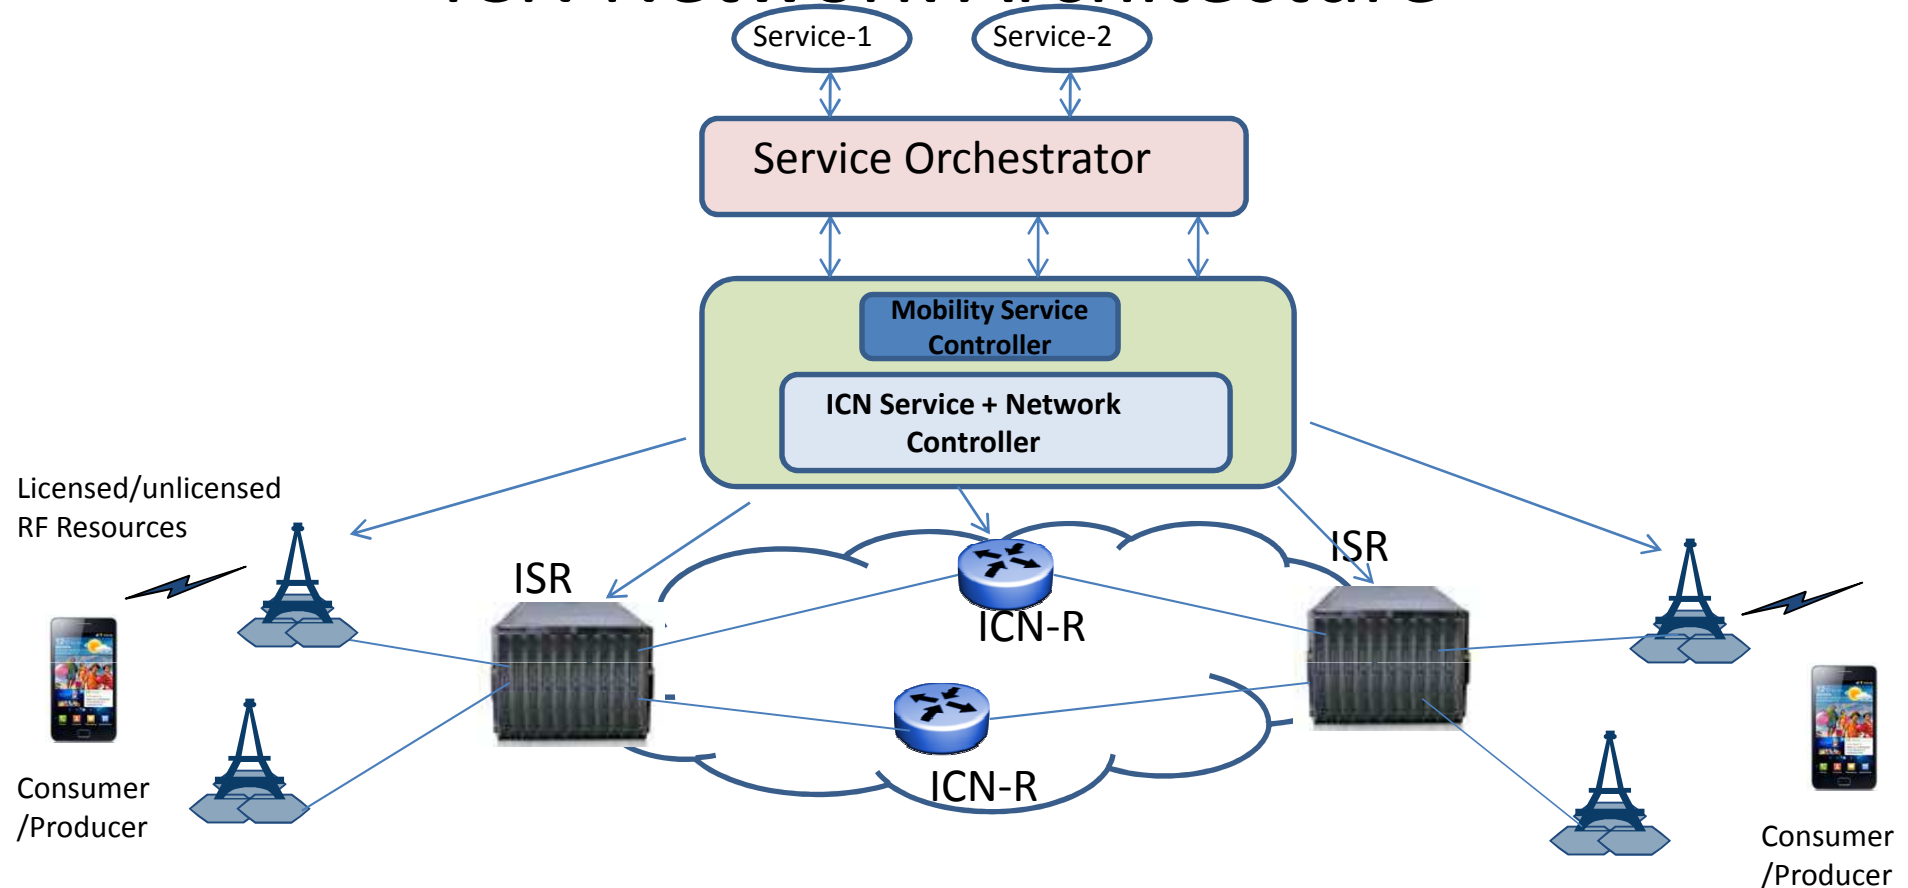 Service-1
Service-2
Service Orchestrator
Mobility Service
Controller
ICN Service + Network
Controller
Licensed/unlicensed
RF Resources
ISR
ISR
ICN-R
ICN-R
Consumer
/Producer
Consumer
/Producer